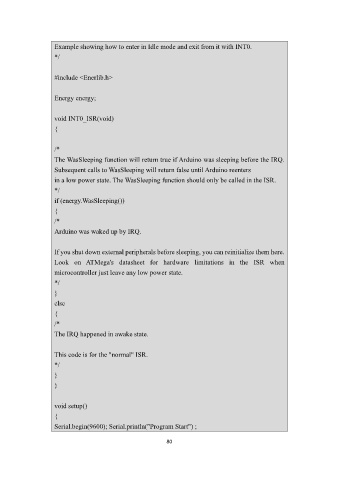 Example showing how to enter in Idle mode and exit from it with INT0.
*/
#include <Enerlib.h>
Energy energy;
void INT0_ISR(void)
{
/*
The WasSleeping function will return true if Arduino was sleeping before the IRQ.
Subsequent calls to WasSleeping will return false until Arduino reenters
in a low power state. The WasSleeping function should only be called in the ISR.
*/
if (energy.WasSleeping())
{
/*
Arduino was waked up by IRQ.
If you shut down external peripherals before sleeping, you can reinitialize them here.
Look on ATMega's datasheet for hardware limitations in the ISR when
microcontroller just leave any low power state.
*/
}
else
{
/*
The IRQ happened in awake state.
This code is for the "normal" ISR.
*/
}
}
void setup()
{
Serial.begin(9600); Serial.println("Program Start") ;
80